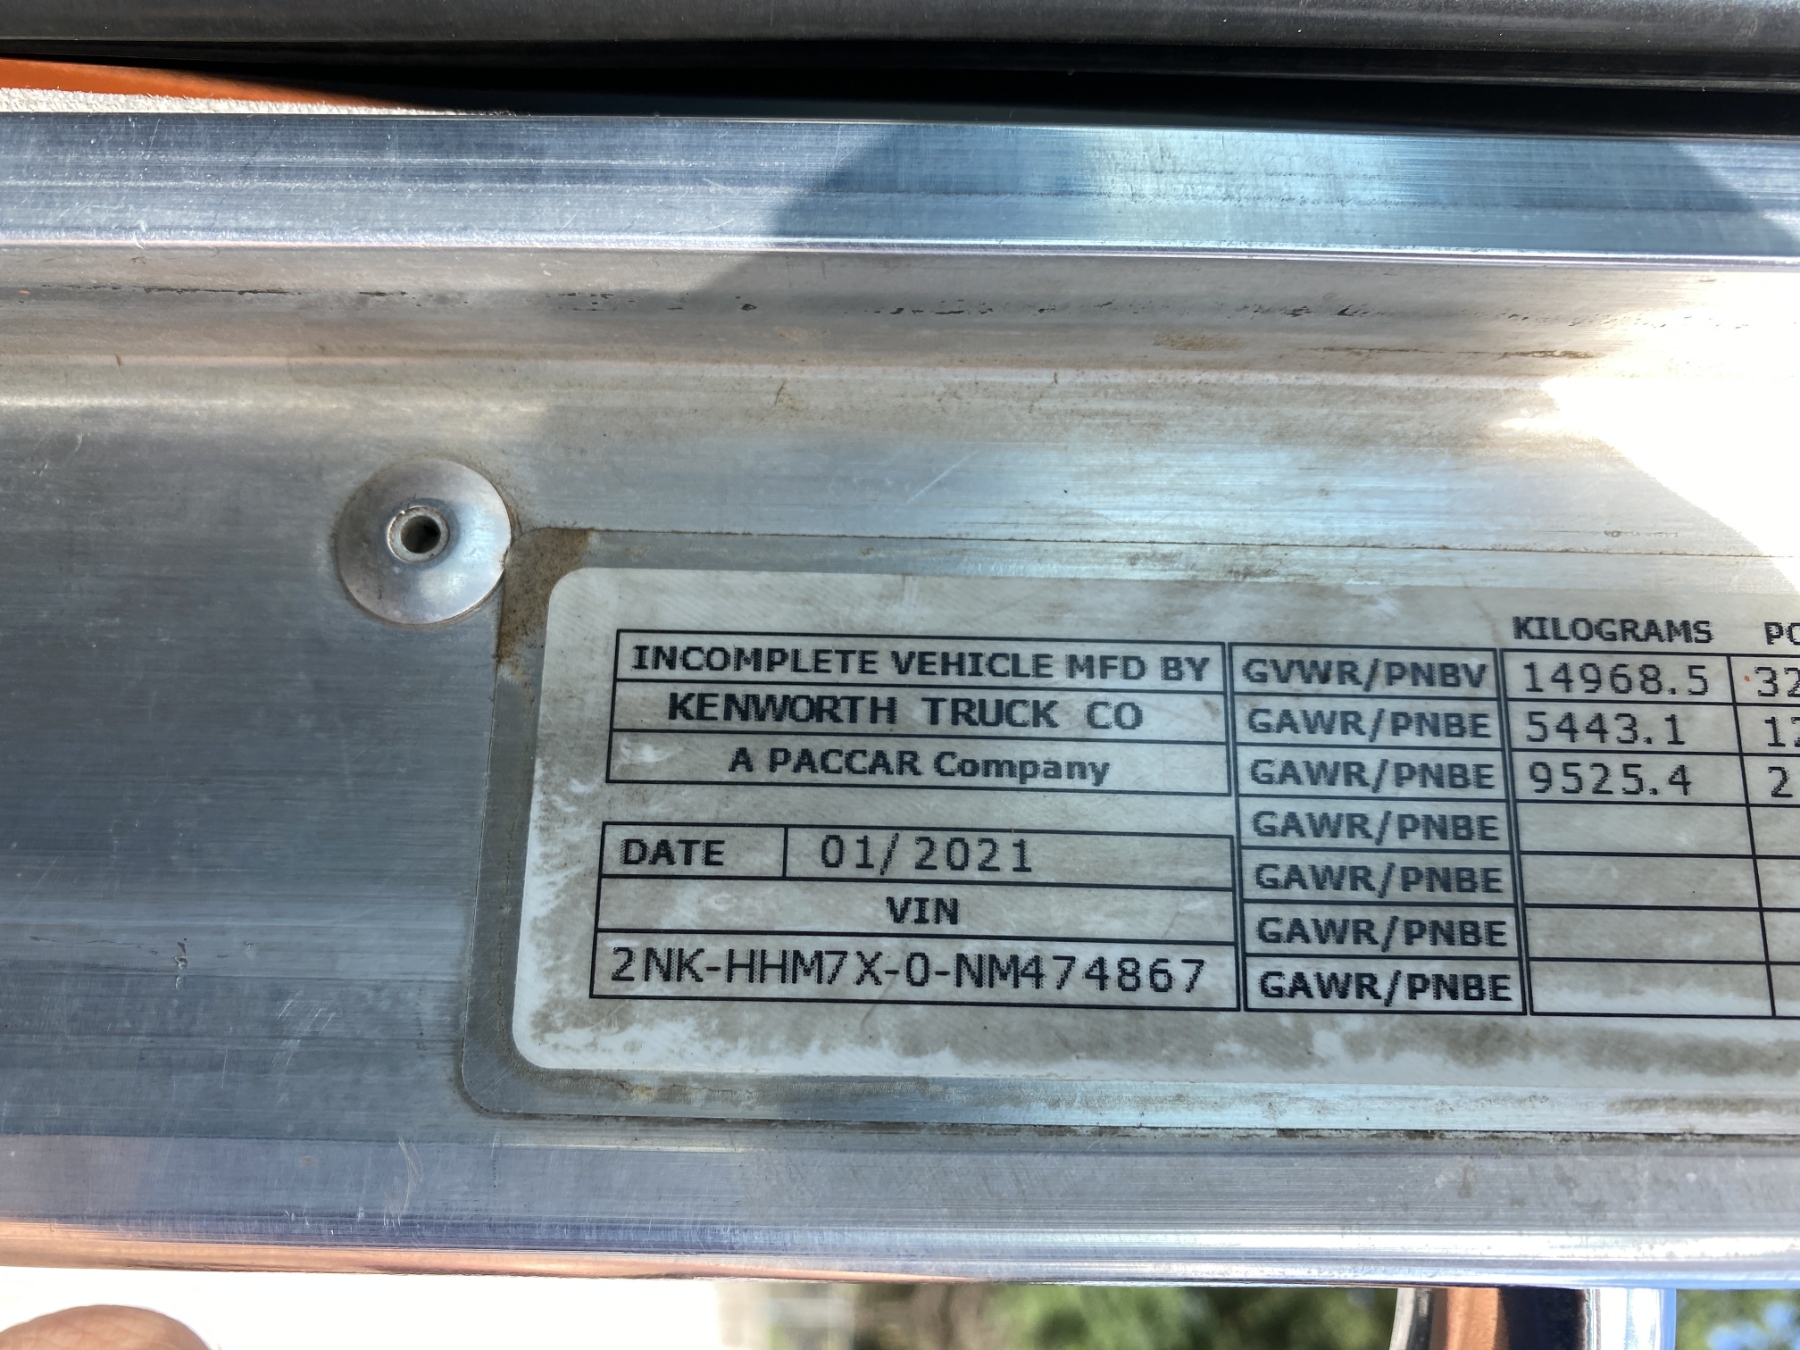 KILOGRAMS
INCOMPLETE VEHICLE MFD BY GVWR/PNBV 14968.5
KENWORTH TRUCK CO GAWR/PNBE 5443.1
A PACCAR Company GAWR/PNBE 9525.4
GAWR/PNBE
DATE 01/2021 GAWR/PNBE
VIN GAWR/PNBE
2NK-HHM7X-0-NM474867 GAWR/PNBE